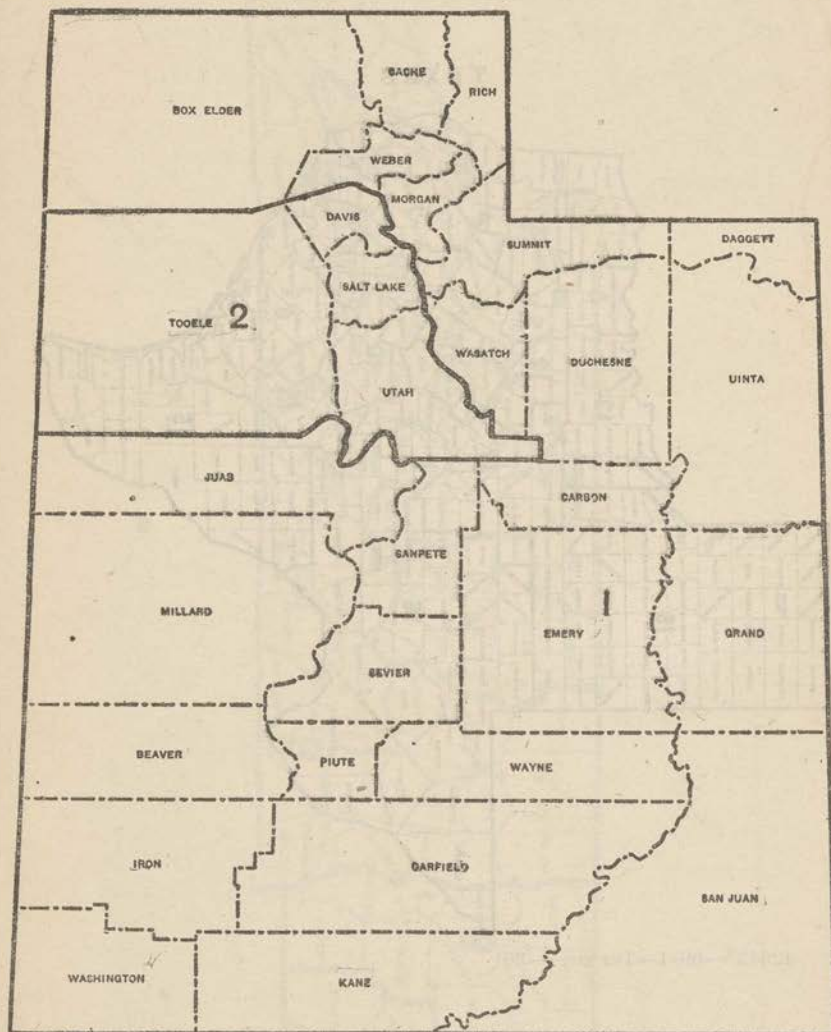 CACHE
RICH
BOX ELDER
WEBER
MORGAN
DAVIS
SUMMIT
DAGGETT
SALT LAKE
TOOELE 2
WASATCH
DUCHESNE
UINTA
UTAH
JUAB
CARBON
SANPETE
MILLARD
1
EMERY
GRAND
SEVIER
BEAVER
PIUTE
WAYNE
IRON
GARFIELD
SAN JUAN
WASHINGTON
KANE